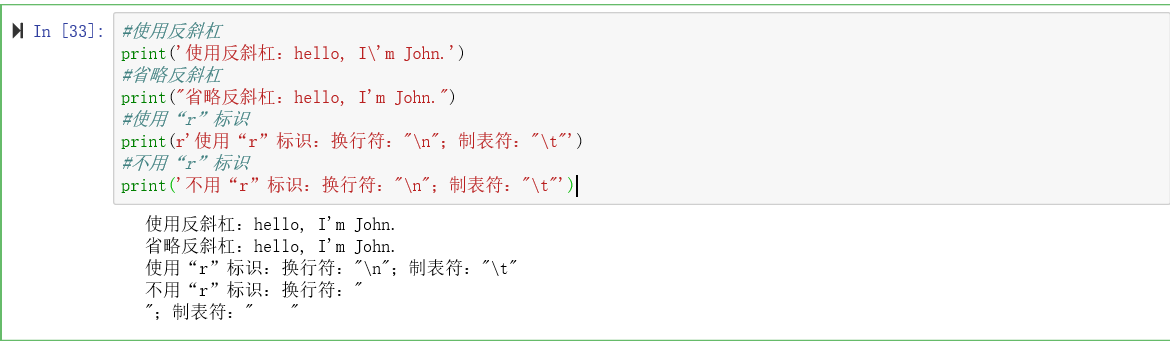 In [33]: #使用反斜杠
print('使用反斜杠：hello, I\'m John.')
#省略反斜杠
print("省略反斜杠：hello, I'm John.")
#使用“r”标识
print(r'使用“r”标识：换行符："\n"；制表符："\t"')
#不用“r”标识
print('不用“r”标识：换行符："\n"；制表符："\t"')
使用反斜杠：hello, I'm John.
省略反斜杠：hello, I'm John.
使用“r”标识：换行符："\n"；制表符："\t"
不用“r”标识：换行符："
"；制表符："    "